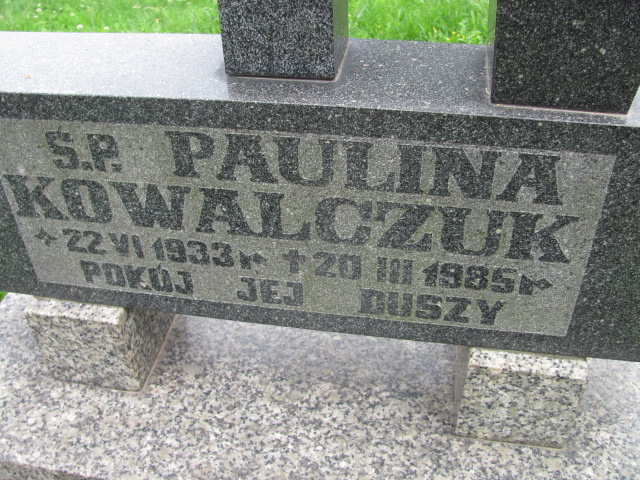 Ś.P. PAULINA
KOWALCZUK
22 VI 1933 r. † 20 III 1985 r.
POKÓJ JEJ DUSZY